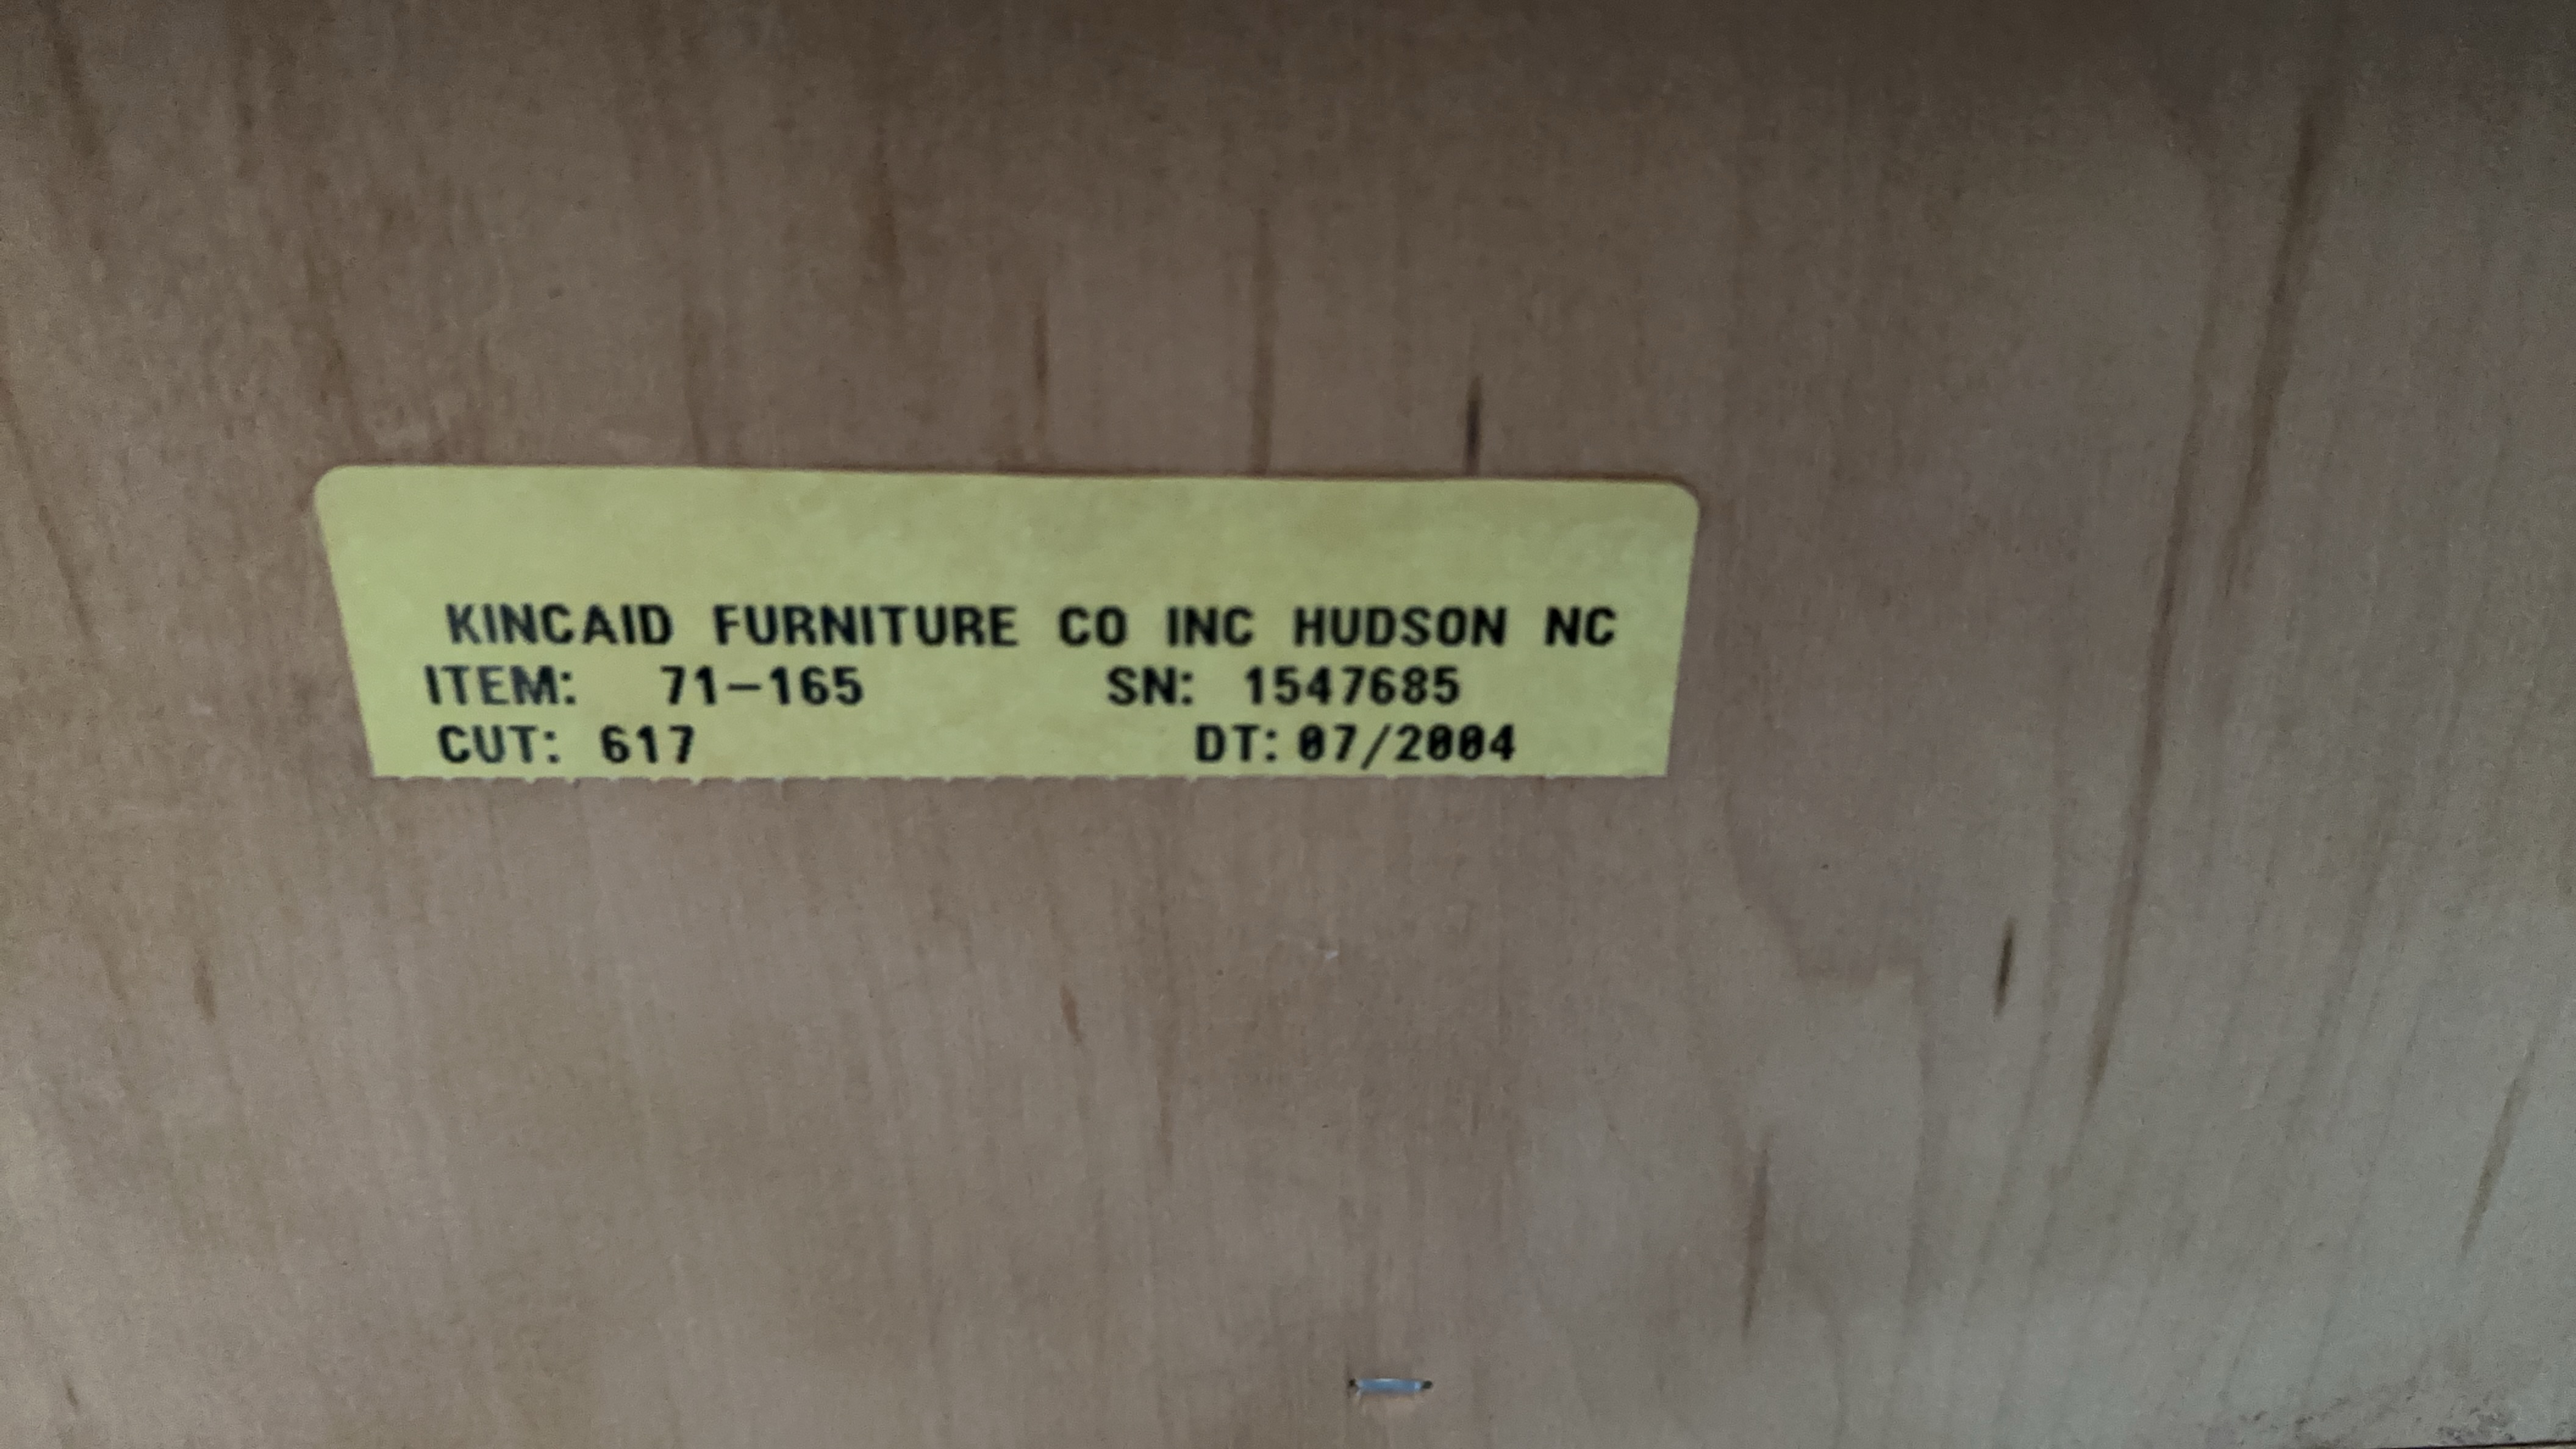 KINCAID FURNITURE CO INC HUDSON NC
ITEM: 71-165 SN: 1547685
CUT: 617 DT: 07/2004